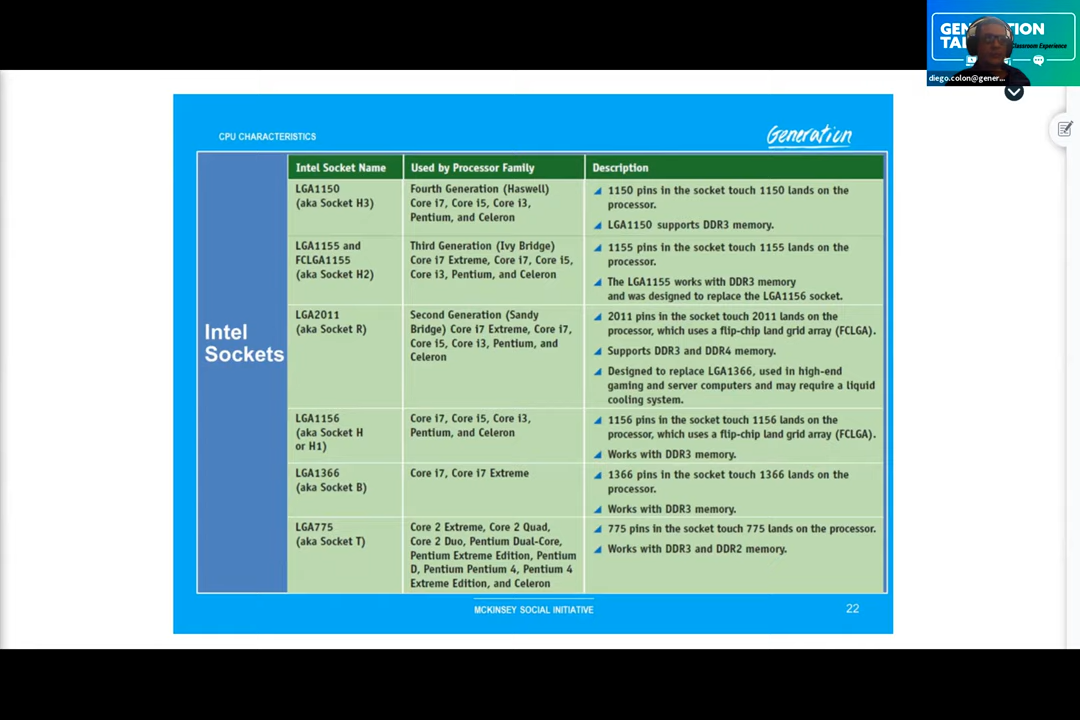 GENERATION
TAL
Classroom Experience
diego.colon@gener...
CPU CHARACTERISTICS
Generation
Intel Sockets
Intel Socket Name
Used by Processor Family
Description
LGA1150
(aka Socket H3)
Fourth Generation (Haswell)
Core i7, Core i5, Core i3,
Pentium, and Celeron
1150 pins in the socket touch 1150 lands on the
processor.
LGA1150 supports DDR3 memory.
LGA1155 and
FCLGA1155
(aka Socket H2)
Third Generation (Ivy Bridge)
Core i7 Extreme, Core i7, Core i5,
Core i3, Pentium, and Celeron
1155 pins in the socket touch 1155 lands on the
processor.
The LGA1155 works with DDR3 memory
and was designed to replace the LGA1156 socket.
LGA2011
(aka Socket R)
Second Generation (Sandy
Bridge) Core i7 Extreme, Core i7,
Core i5, Core i3, Pentium, and
Celeron
2011 pins in the socket touch 2011 lands on the
processor, which uses a flip-chip land grid array (FCLGA).
Supports DDR3 and DDR4 memory.
Designed to replace LGA1366, used in high-end
gaming and server computers and may require a liquid
cooling system.
LGA1156
(aka Socket H
or H1)
Core i7, Core i5, Core i3,
Pentium, and Celeron
1156 pins in the socket touch 1156 lands on the
processor, which uses a flip-chip land grid array (FCLGA).
Works with DDR3 memory.
LGA1366
(aka Socket B)
Core i7, Core i7 Extreme
1366 pins in the socket touch 1366 lands on the
processor.
Works with DDR3 memory.
LGA775
(aka Socket T)
Core 2 Extreme, Core 2 Quad,
Core 2 Duo, Pentium Dual-Core,
Pentium Extreme Edition, Pentium
D, Pentium Pentium 4, Pentium 4
Extreme Edition, and Celeron
775 pins in the socket touch 775 lands on the processor.
Works with DDR3 and DDR2 memory.
MCKINSEY SOCIAL INITIATIVE
22